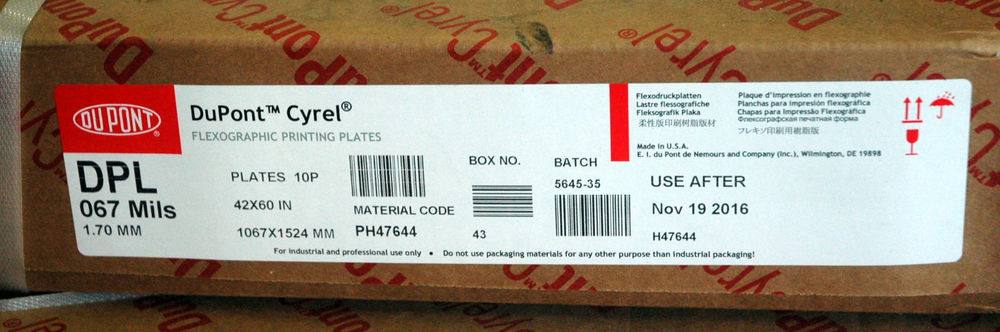 DuPont™ Cyrel®
DU PONT®
DuPont™ Cyrel®
FLEXOGRAPHIC PRINTING PLATES
DPL
067 Mils
1.70 MM
PLATES 10P
42X60 IN
1067X1524 MM
MATERIAL CODE
PH47644
BOX NO.
43
BATCH
5645-35
Flexodruckplatten
Lastre flessografiche
Fleksografik Plaka
柔性版印刷树脂版材
Plaque d'impression en flexographie
Planchas para impresión flexográfica
Chapas para Impressão Flexográfica
Флексографская печатная форма
フレキソ印刷用樹脂版
Made in U.S.A.
E. I. du Pont de Nemours and Company (Inc.), Wilmington, DE 19898
USE AFTER
Nov 19 2016
H47644
For industrial and professional use only • Do not use packaging materials for any other purpose than industrial packaging!